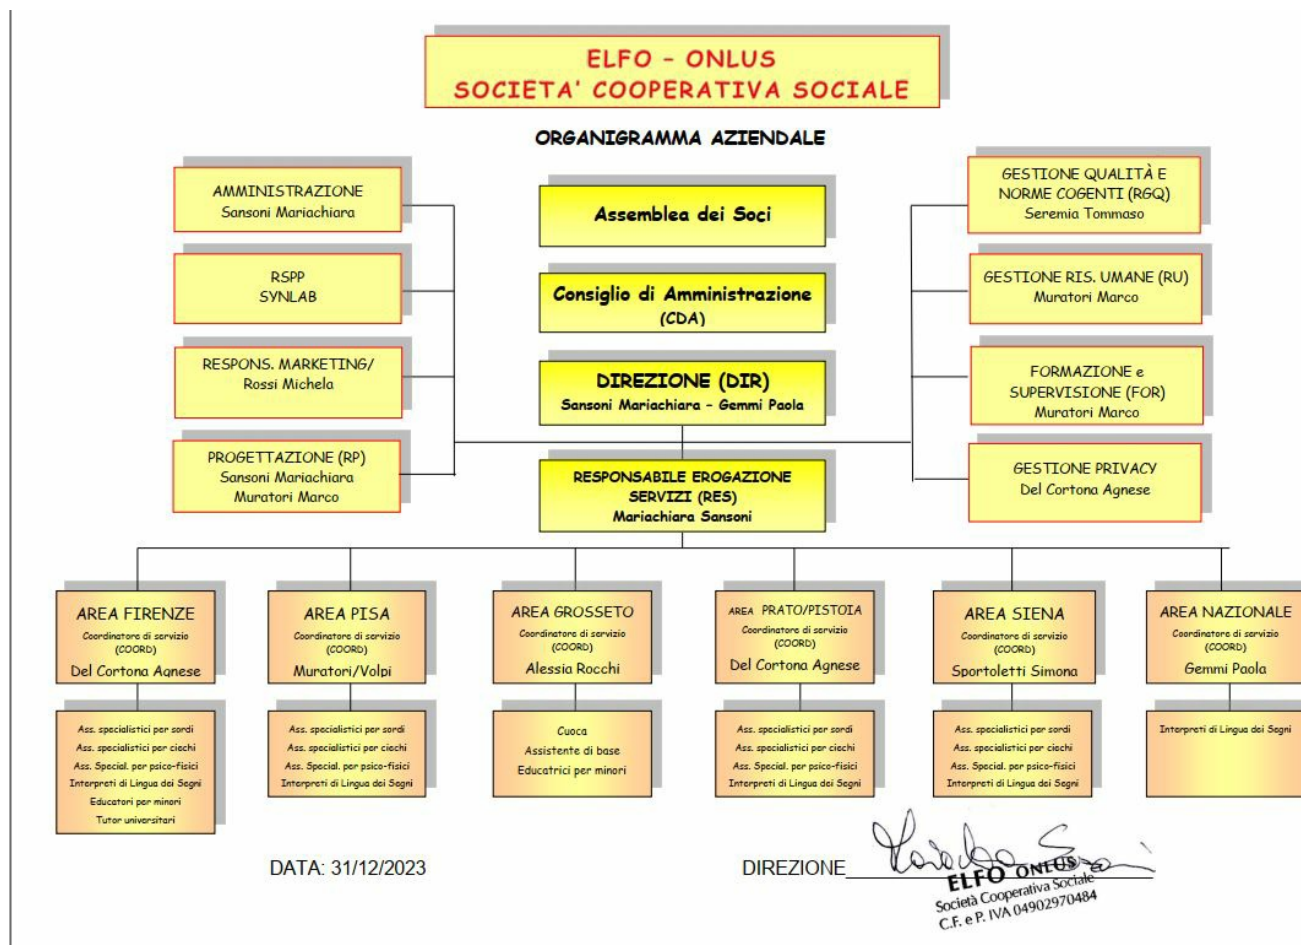 ELFO - ONLUS
SOCIETA' COOPERATIVA SOCIALE
ORGANIGRAMMA AZIENDALE
AMMINISTRAZIONE
Sansoni Mariachiara
RSPP
SYNLAB
RESPONS. MARKETING/
Rossi Michela
PROGETTAZIONE (RP)
Sansoni Mariachiara
Muratori Marco
Assemblea dei Soci
Consiglio di Amministrazione
(CDA)
DIREZIONE (DIR)
Sansoni Mariachiara - Gemmi Paola
RESPONSABILE EROGAZIONE
SERVIZI (RES)
Mariachiara Sansoni
GESTIONE QUALITÀ E
NORME COGENTI (RGQ)
Seremia Tommaso
GESTIONE RIS. UMANE (RU)
Muratori Marco
FORMAZIONE e
SUPERVISIONE (FOR)
Muratori Marco
GESTIONE PRIVACY
Del Cortona Agnese
AREA FIRENZE
Coordinatore di servizio
(COORD)
Del Cortona Agnese
Ass. specialistici per sordi
Ass. specialistici per ciechi
Ass. Special. per psico-fisici
Interpreti di Lingua dei Segni
Educatori per minori
Tutor universitari
AREA PISA
Coordinatore di servizio
(COORD)
Muratori/Volpi
Ass. specialistici per sordi
Ass. specialistici per ciechi
Ass. Special. per psico-fisici
Interpreti di Lingua dei Segni
AREA GROSSETO
Coordinatore di servizio
(COORD)
Alessia Rocchi
Cuoca
Assistente di base
Educatrici per minori
AREA PRATO/PISTOIA
Coordinatore di servizio
(COORD)
Del Cortona Agnese
Ass. specialistici per sordi
Ass. specialistici per ciechi
Ass. Special. per psico-fisici
Interpreti di Lingua dei Segni
AREA SIENA
Coordinatore di servizio
(COORD)
Sportoletti Simona
Ass. specialistici per sordi
Ass. specialistici per ciechi
Ass. Special. per psico-fisici
Interpreti di Lingua dei Segni
AREA NAZIONALE
Coordinatore di servizio
(COORD)
Gemmi Paola
Interpreti di Lingua dei Segni
DATA: 31/12/2023
DIREZIONE
ELFO ONLUS
Società Cooperativa Sociale
C.F. e P. IVA 04902970484